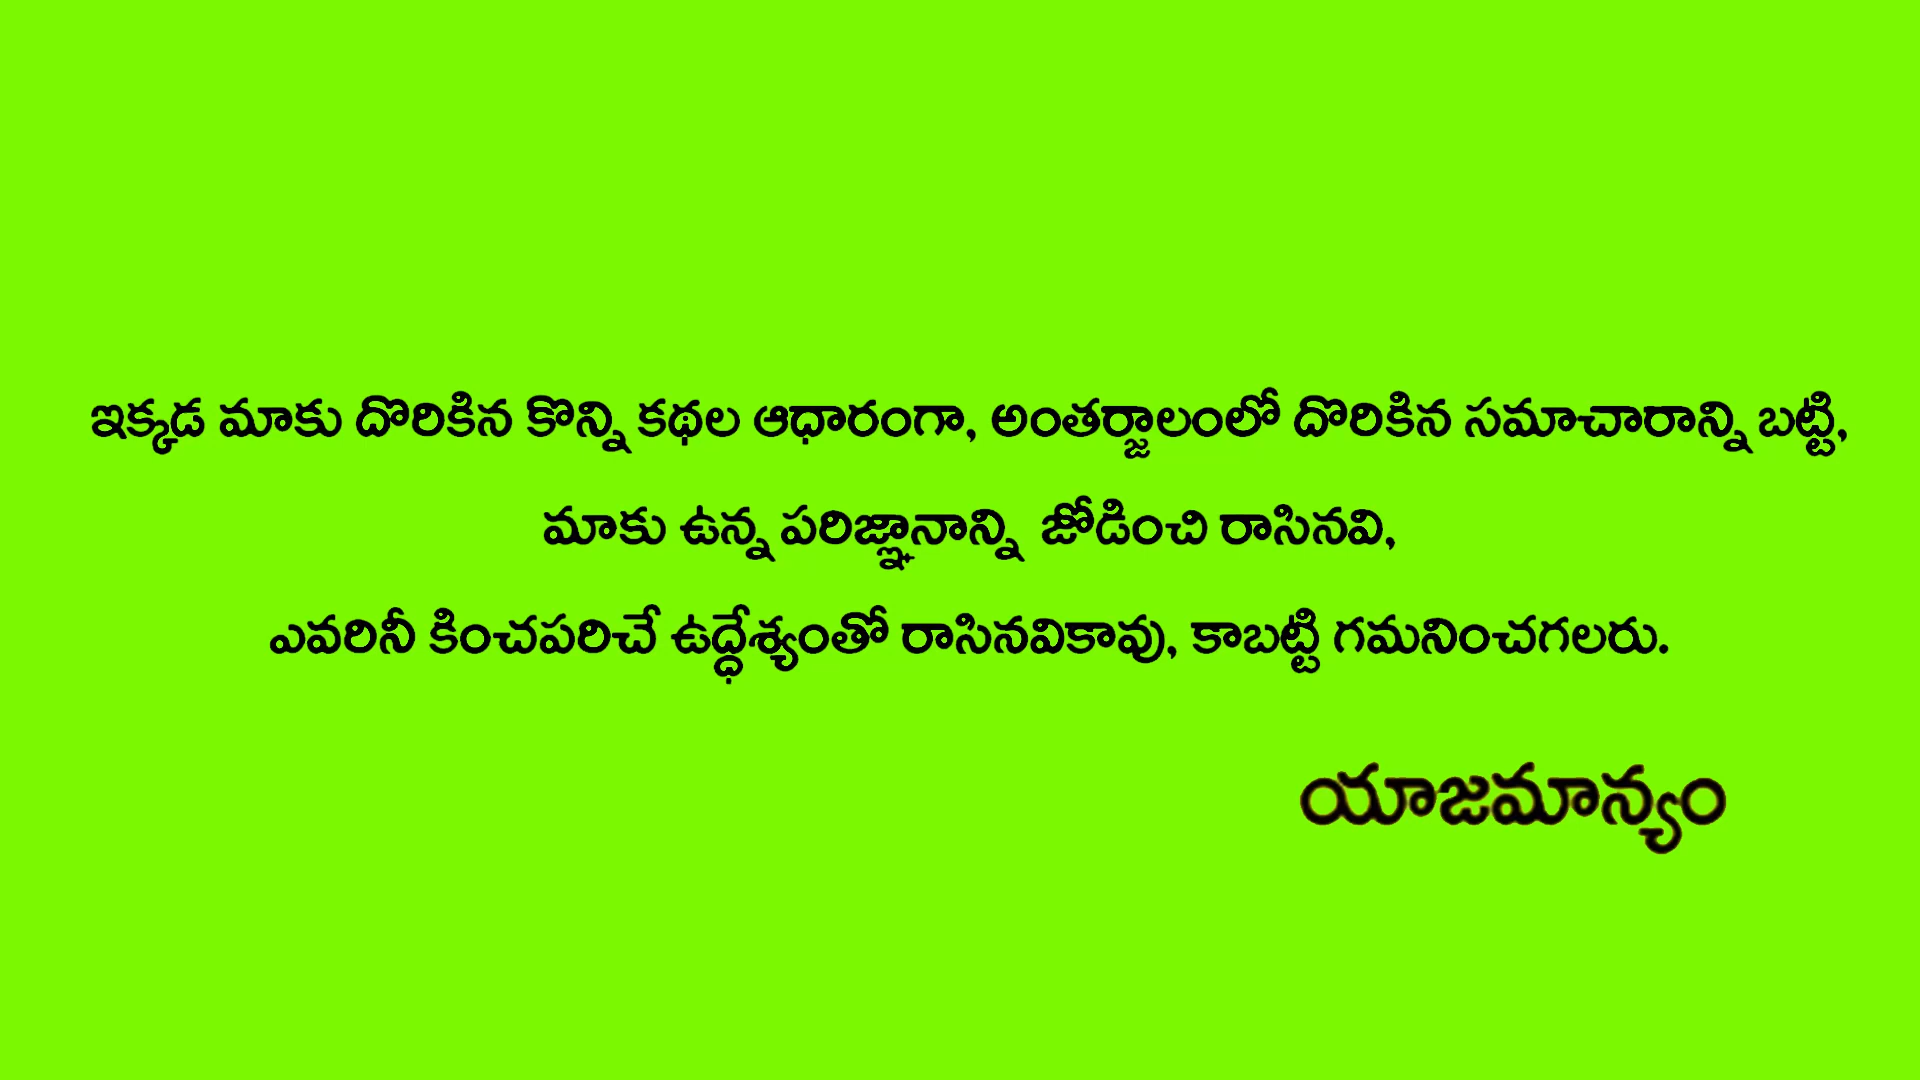 ఇక్కడ మాకు దొరికిన కొన్ని కథల ఆధారంగా, అంతర్జాలంలో దొరికిన సమాచారాన్ని బట్టి,
మాకు ఉన్న పరిజ్ఞానాన్ని జోడించి రాసినవి,
ఎవరినీ కించపరిచే ఉద్ధేశ్యంతో రాసినవికావు, కాబట్టి గమనించగలరు.
యాజమాన్యం